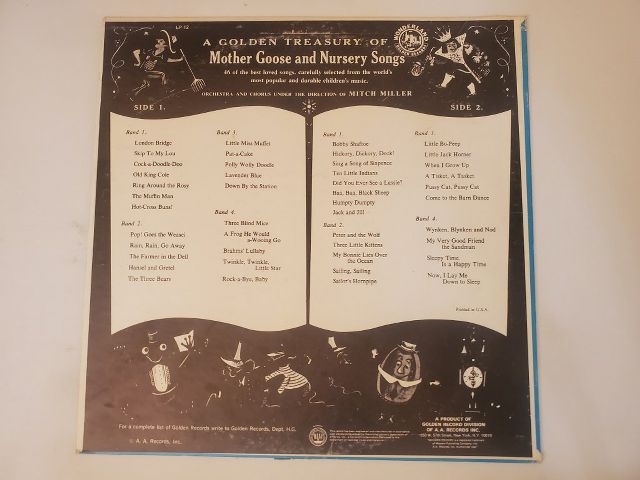 LP 12
WONDERLAND
A GOLDEN TREASURY OF
Mother Goose and Nursery Songs
46 of the best loved songs, carefully selected from the world's
most popular and durable children's music.
ORCHESTRA AND CHORUS UNDER THE DIRECTION OF MITCH MILLER
SIDE 1.
Band 1.
London Bridge
Skip To My Lou
Cock-a-Doodle-Doo
Old King Cole
Ring Around the Rosy
The Muffin Man
Hot-Cross Buns!
Band 2.
Pop! Goes the Weasel
Rain, Rain, Go Away
The Farmer in the Dell
Hansel and Gretel
The Three Bears
Band 3.
Little Miss Muffet
Pat-a-Cake
Polly Wolly Doodle
Lavender Blue
Down By the Station
Band 4.
Three Blind Mice
A Frog He Would
a-Wooing Go
Brahms' Lullaby
Twinkle, Twinkle,
Little Star
Rock-a-Bye, Baby
SIDE 2.
Band 1.
Bobby Shaftoe
Hickory, Dickory, Dock!
Sing a Song of Sixpence
Ten Little Indians
Did You Ever See a Lassie?
Baa, Baa, Black Sheep
Humpty Dumpty
Jack and Jill
Band 2.
Peter and the Wolf
Three Little Kittens
My Bonnie Lies Over
the Ocean
Sailing, Sailing
Sailor's Hornpipe
Band 3.
Little Bo-Peep
Little Jack Horner
When I Grow Up
A Tisket, A Tasket
Pussy Cat, Pussy Cat
Come to the Barn Dance
Band 4.
Wynken, Blynken and Nod
My Very Good Friend
the Sandman
Sleepy Time
Is a Happy Time
Now, I Lay Me
Down to Sleep
Printed in U.S.A.
For a complete list of Golden Records write to Golden Records, Dept. H.C.
© A. A. Records, Inc.
A PRODUCT OF
GOLDEN RECORD DIVISION
OF A. A. RECORDS INC.
250 W. 57th Street, New York, N.Y. 10019